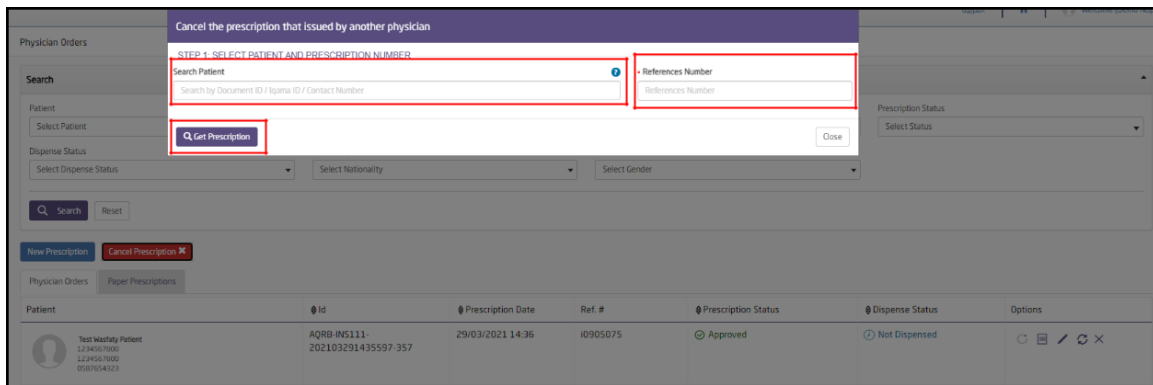 Support
Welcome
Cancel the prescription that issued by another physician
Physician Orders
STEP 1: SELECT PATIENT AND PRESCRIPTION NUMBER
Search Patient
References Number
Search
Search by Document ID / Iqama ID / Contact Number
References Number
Patient
Prescription Status
Select Patient
Select Status
Get Prescription
Close
Dispense Status
Select Dispense Status
Select Nationality
Select Gender
Search
Reset
New Prescription
Cancel Prescription
Physician Orders
Paper Prescriptions
Patient
Id
Prescription Date
Ref. #
Prescription Status
Dispense Status
Options
Test Wasfaty Patient
1234567000
1234567000
0587654323
AQRB-INS111-
202103291435597-357
29/03/2021 14:36
i0905075
Approved
Not Dispensed